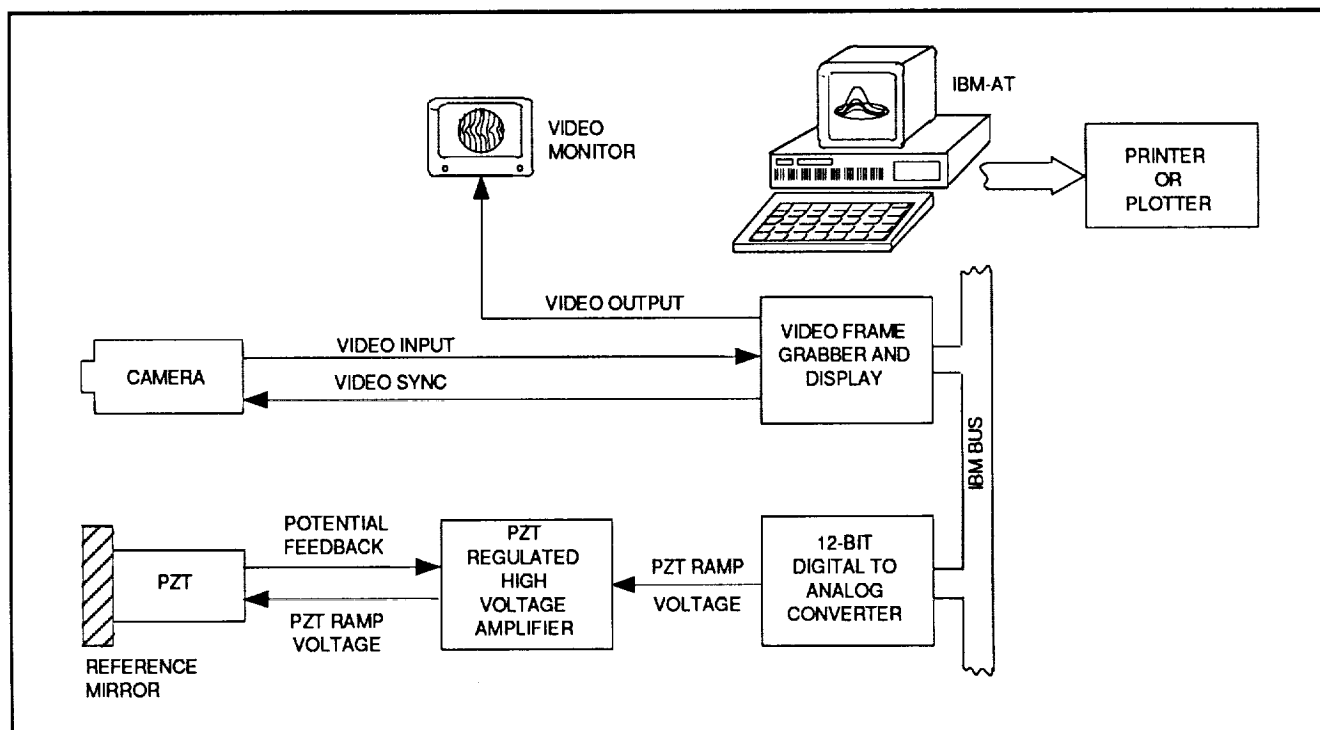 IBM-AT
VIDEO
MONITOR
PRINTER
OR
PLOTTER
VIDEO OUTPUT
VIDEO FRAME
GRABBER AND
DISPLAY
VIDEO INPUT
CAMERA
VIDEO SYNC
IBM BUS
POTENTIAL
FEEDBACK
PZT
PZT RAMP
VOLTAGE
REFERENCE
MIRROR
PZT
REGULATED
HIGH
VOLTAGE
AMPLIFIER
PZT RAMP
VOLTAGE
12-BIT
DIGITAL TO
ANALOG
CONVERTER